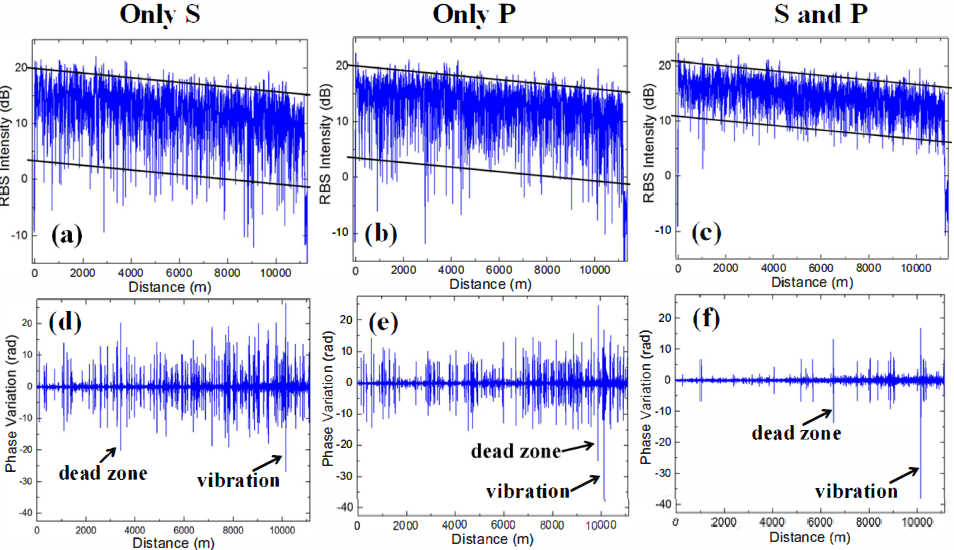 Only S
Only P
S and P
RBS Intensity (dB)
20
10
0
-10
(a)
0 2000 4000 6000 8000 10000
Distance (m)
RBS Intensity (dB)
20
10
0
-10
(b)
0 2000 4000 6000 8000 10000
Distance (m)
RBS Intensity (dB)
20
10
0
-10
(c)
0 2000 4000 6000 8000 10000
Distance (m)
Phase Variation (rad)
20
10
0
-10
-20
-30
-40
(d)
dead zone
vibration
0 2000 4000 6000 8000 10000
Distance (m)
Phase Variation (rad)
20
10
0
-10
-20
-30
-40
(e)
dead zone
vibration
0 2000 4000 6000 8000 10000
Distance (m)
Phase Variation (rad)
20
10
0
-10
-20
-30
-40
(f)
dead zone
vibration
0 2000 4000 6000 8000 10000
Distance (m)